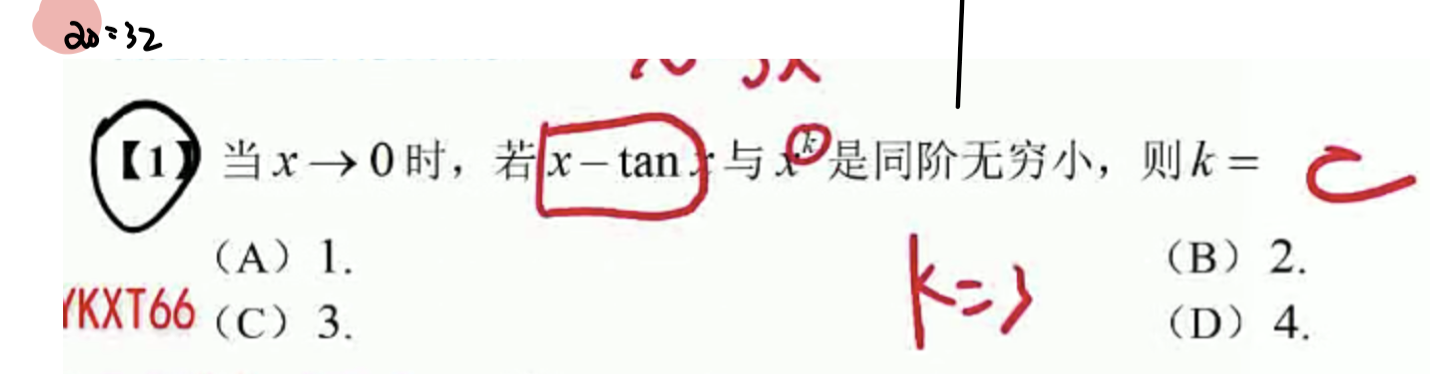 20=32
【1】当 x → 0 时，若 x − tan x 与 x^k 是同阶无穷小，则 k = C
（A）1.
（B）2.
k=3
YKXT66
（C）3.
（D）4.